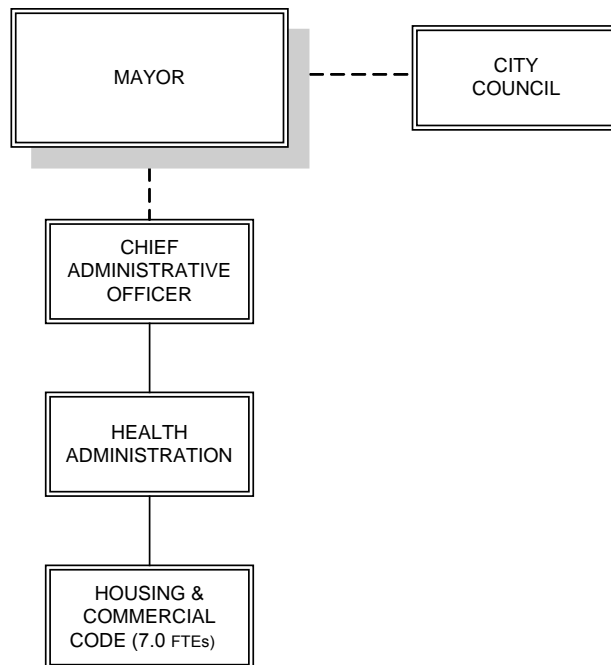 MAYOR
CITY
COUNCIL
CHIEF
ADMINISTRATIVE
OFFICER
HEALTH
ADMINISTRATION
HOUSING &
COMMERCIAL
CODE (7.0 FTEs)